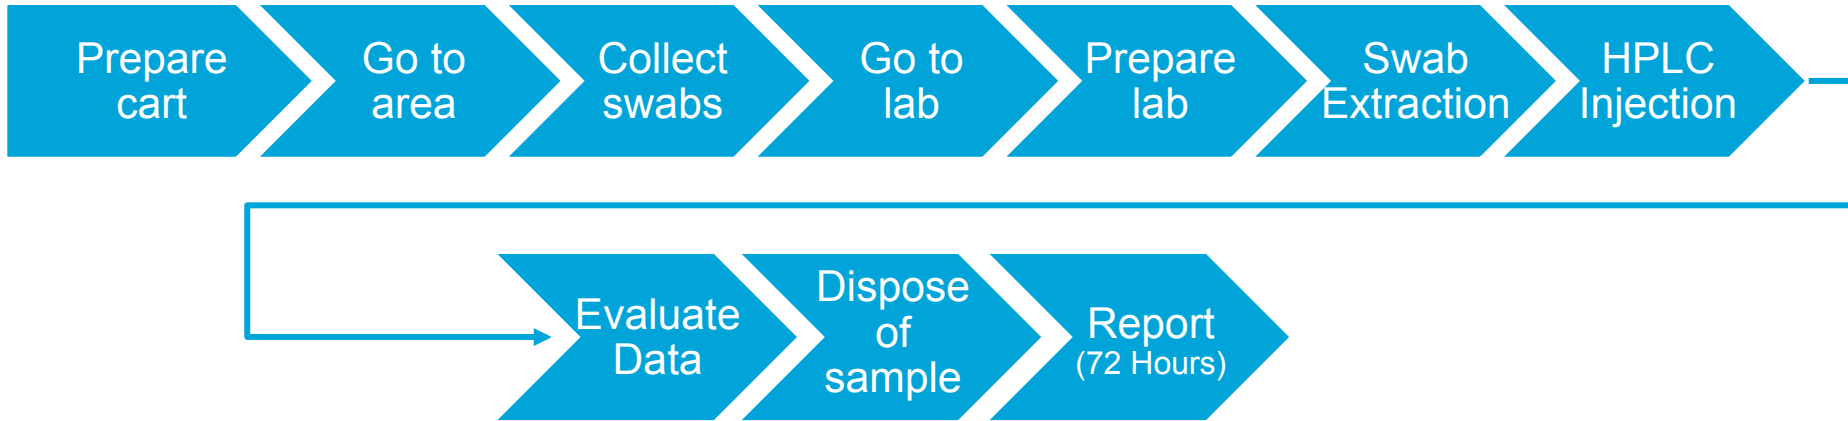 Prepare
cart
Go to
area
Collect
swabs
Go to
lab
Prepare
lab
Swab
Extraction
HPLC
Injection
Evaluate
Data
Dispose
of
sample
Report
(72 Hours)